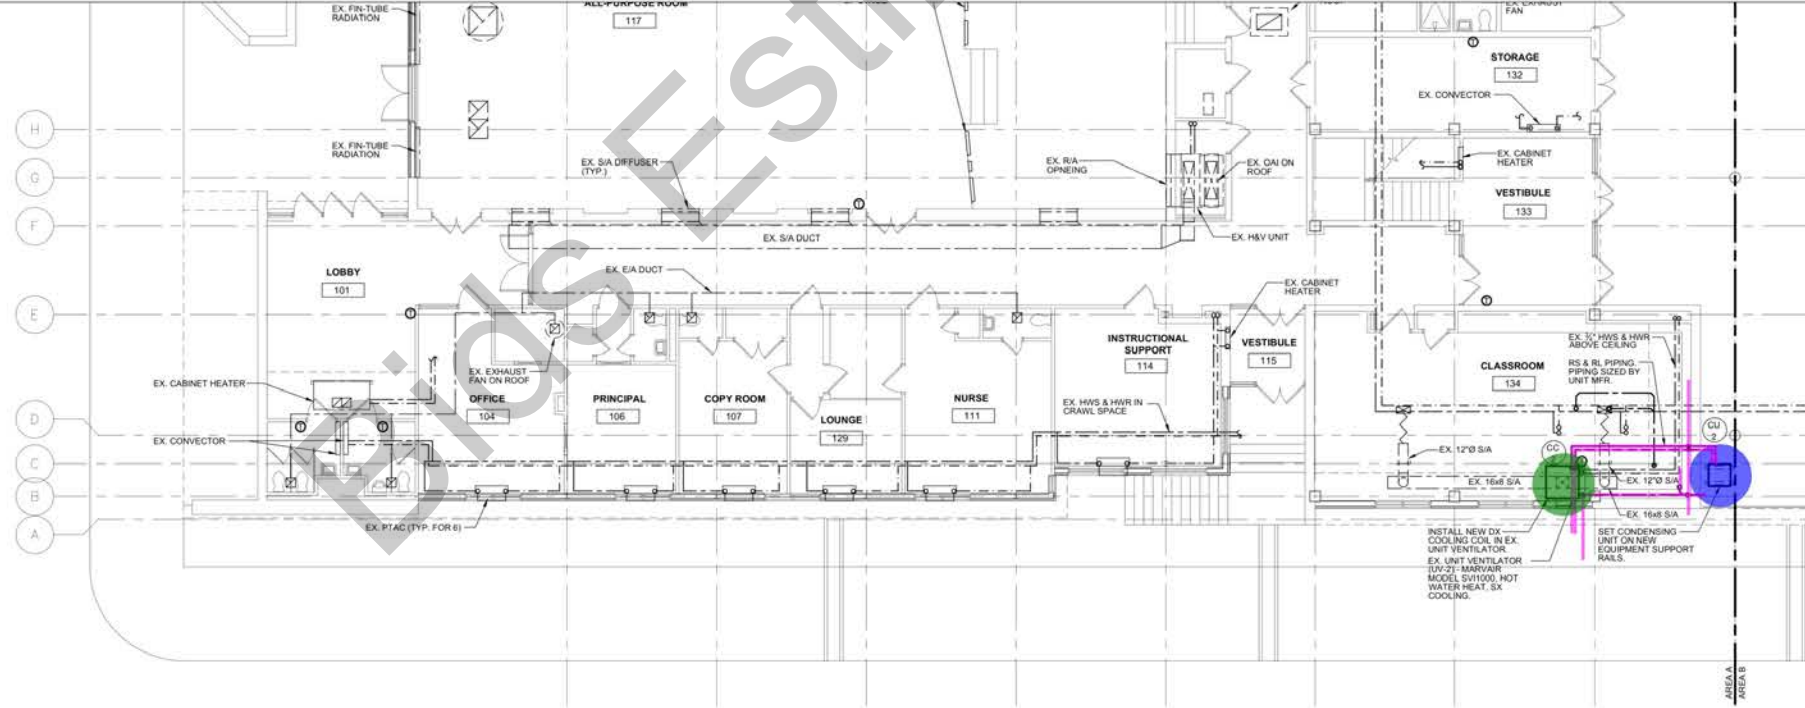 EX. FIN-TUBE
RADIATION
ALL-PURPOSE ROOM
117
FAN
STORAGE
132
EX. CONVECTOR
H
EX. FIN-TUBE
RADIATION
EX. S/A DIFFUSER
(TYP.)
EX. R/A
OPNEING
EX. OAI ON
ROOF
EX. CABINET
HEATER
G
VESTIBULE
133
F
EX. S/A DUCT
EX. H&V UNIT
LOBBY
101
EX. E/A DUCT
EX. CABINET
HEATER
E
INSTRUCTIONAL
SUPPORT
114
VESTIBULE
115
EX. ¾" HWS & HWR
ABOVE CEILING
RS & RL PIPING.
PIPING SIZED BY
UNIT MFR.
CLASSROOM
134
EX. CABINET HEATER
EX. EXHAUST
FAN ON ROOF
OFFICE
104
PRINCIPAL
106
COPY ROOM
107
LOUNGE
129
NURSE
111
EX. HWS & HWR IN
CRAWL SPACE
D
EX. CONVECTOR
CU
2
CC
EX. 12"Ø S/A
C
EX. 16x8 S/A
EX. 12"Ø S/A
B
EX. 16x8 S/A
A
EX. PTAC (TYP. FOR 6)
INSTALL NEW DX
COOLING COIL IN EX.
UNIT VENTILATOR.
EX. UNIT VENTILATOR
(UV-2) - MARVAIR
MODEL SVI1000, HOT
WATER HEAT, SX
COOLING.
SET CONDENSING
UNIT ON NEW
EQUIPMENT SUPPORT
RAILS.
AREA A
AREA B
Bids Esti